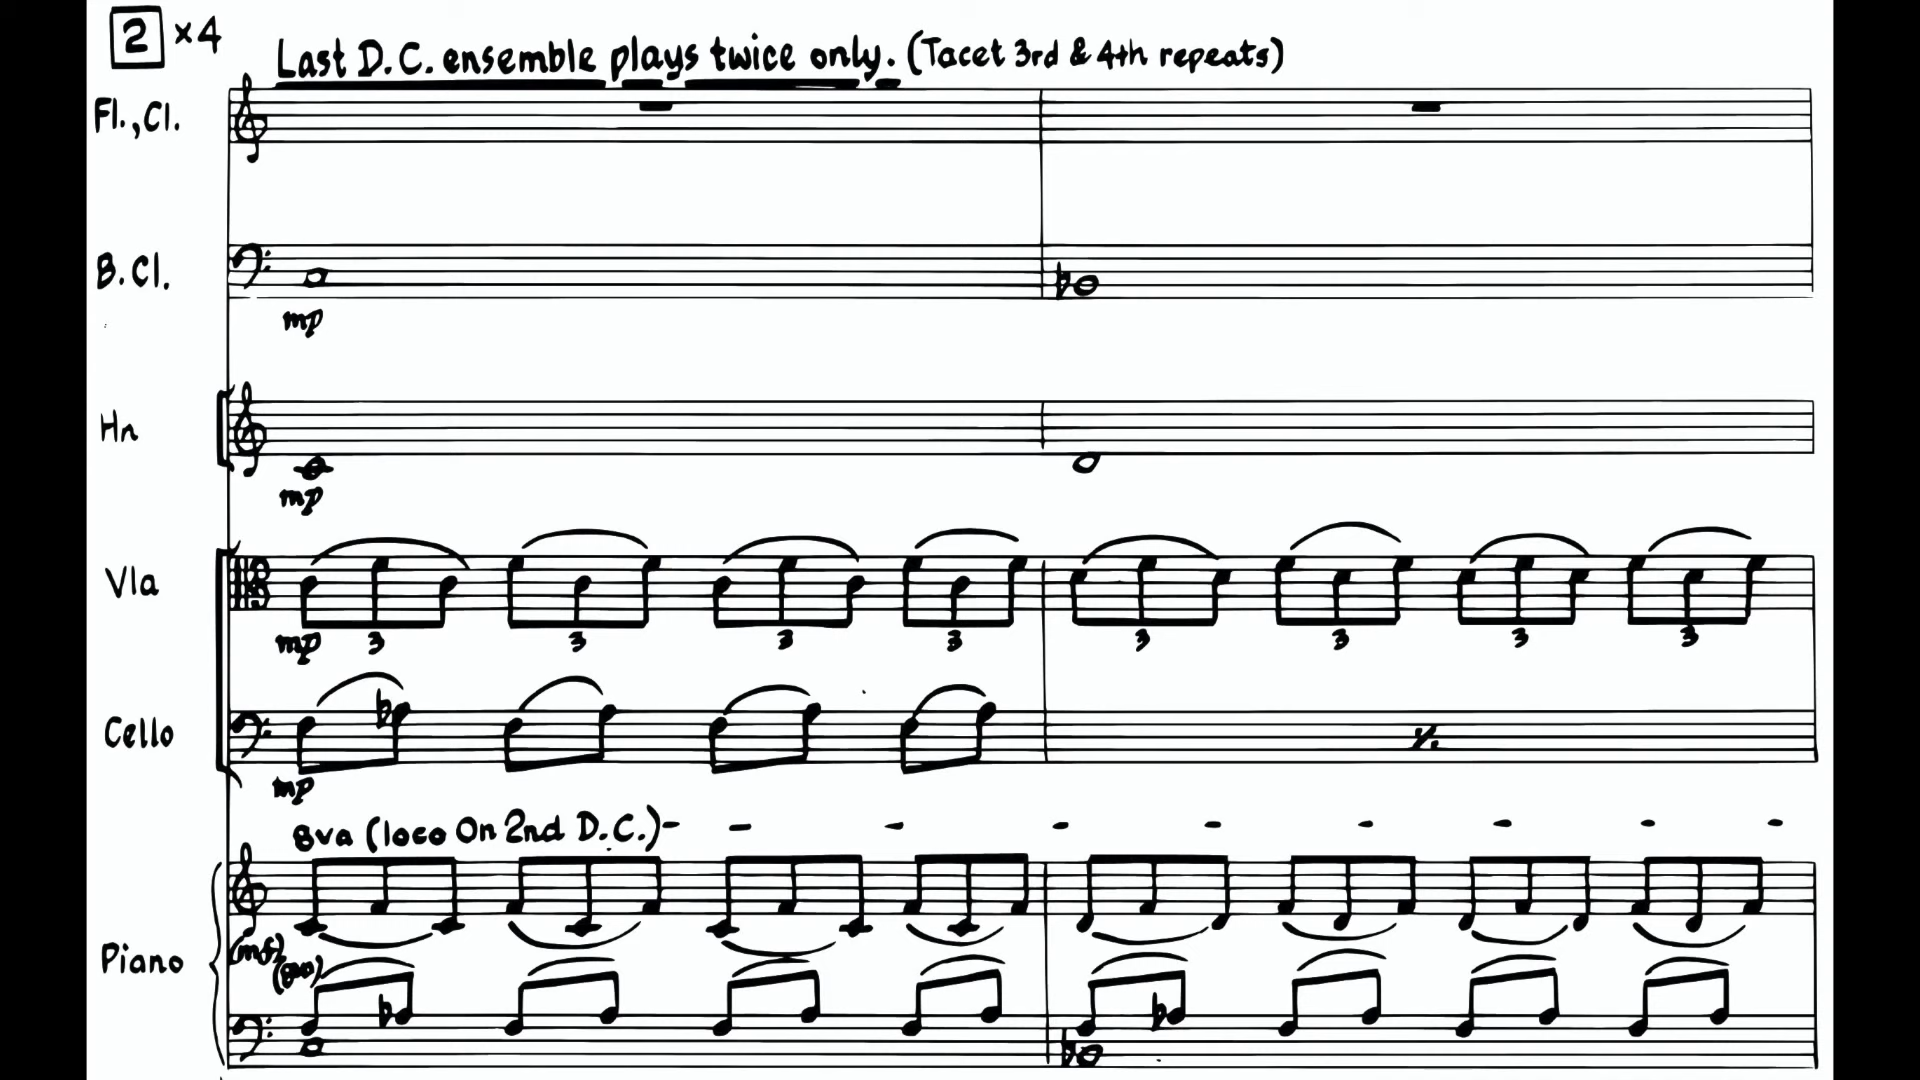 2 ×4
Last D.C. ensemble plays twice only. (Tacet 3rd & 4th repeats)
Fl., Cl.
B.Cl.
mp
Hn
mp
Vla
mp 3 3 3 3 3 3 3 3
Cello
mp
8va (loco On 2nd D.C.)
Piano
(mf)